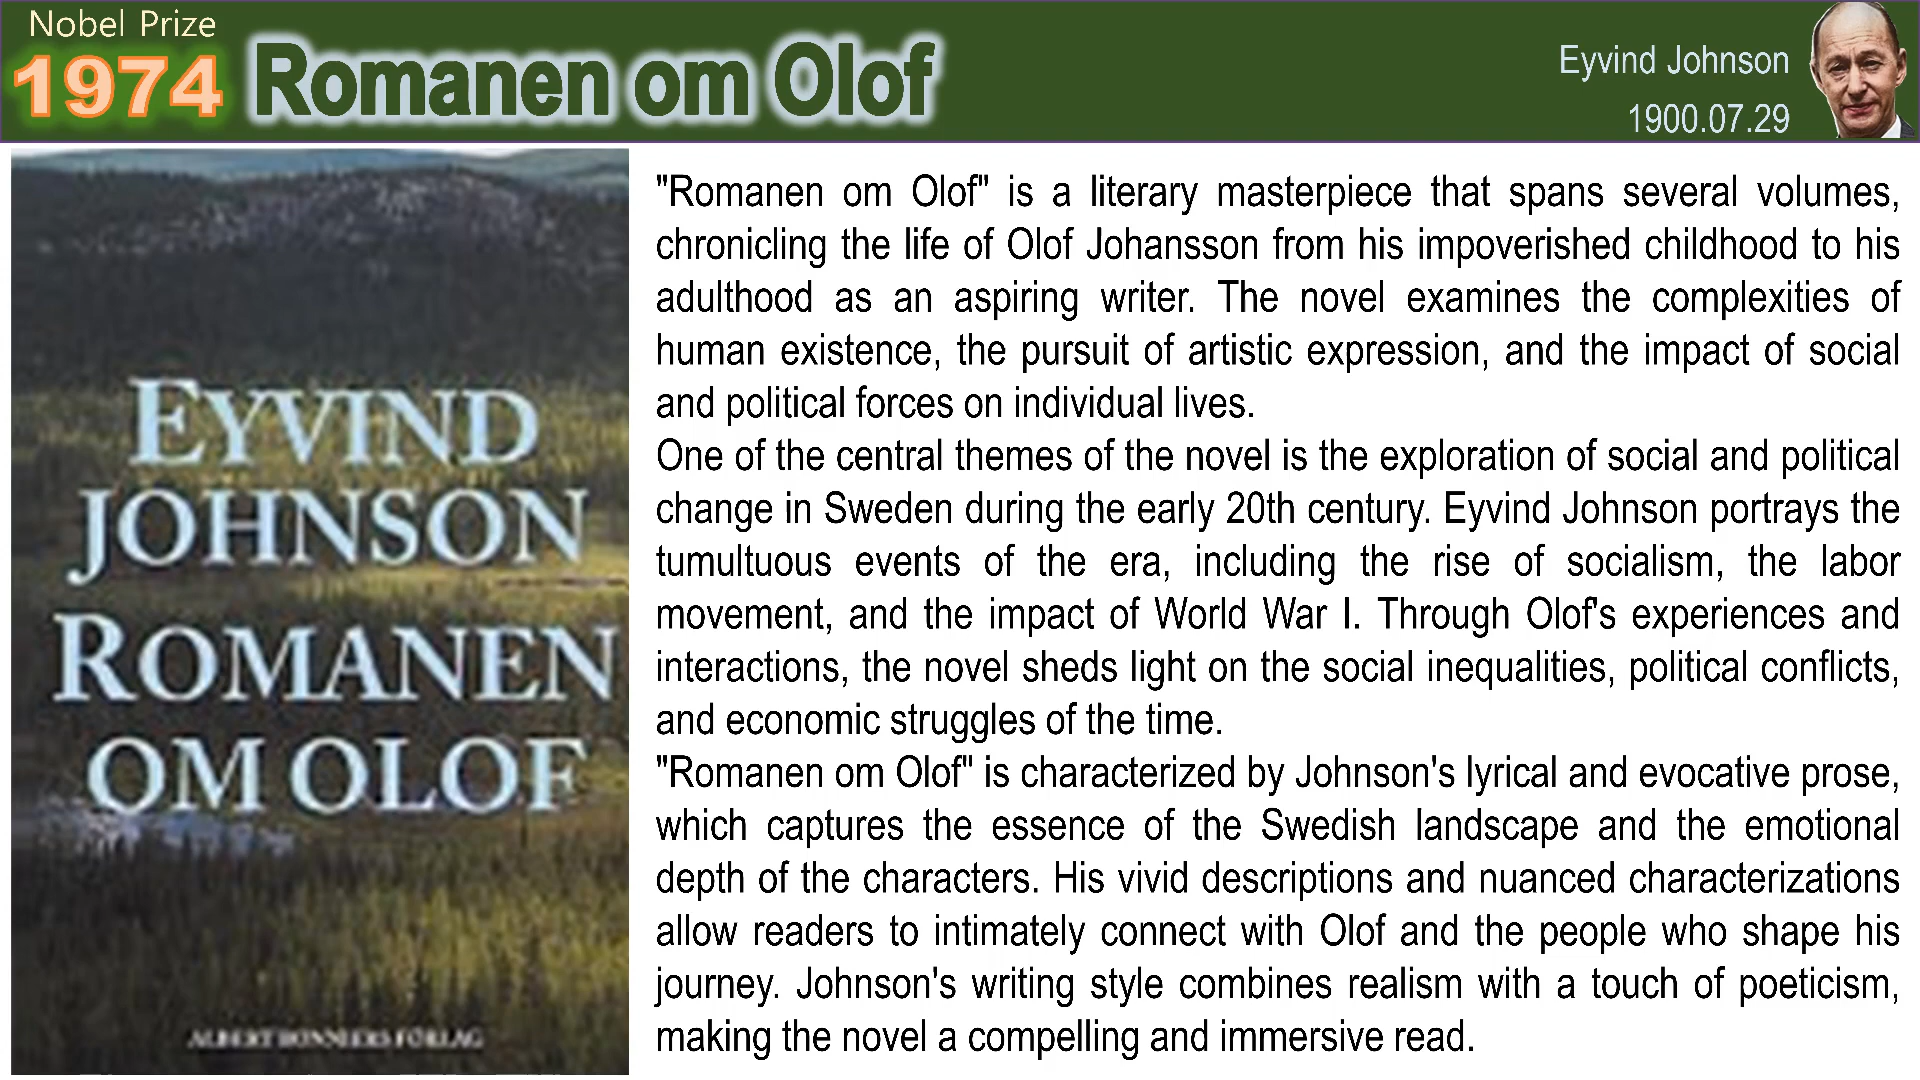 Nobel Prize
1974
Romanen om Olof
Eyvind Johnson
1900.07.29
EYVIND
JOHNSON
ROMANEN
OM OLOF
ALBERT BONNIERS FÖRLAG
"Romanen om Olof" is a literary masterpiece that spans several volumes,
chronicling the life of Olof Johansson from his impoverished childhood to his
adulthood as an aspiring writer. The novel examines the complexities of
human existence, the pursuit of artistic expression, and the impact of social
and political forces on individual lives.
One of the central themes of the novel is the exploration of social and political
change in Sweden during the early 20th century. Eyvind Johnson portrays the
tumultuous events of the era, including the rise of socialism, the labor
movement, and the impact of World War I. Through Olof's experiences and
interactions, the novel sheds light on the social inequalities, political conflicts,
and economic struggles of the time.
"Romanen om Olof" is characterized by Johnson's lyrical and evocative prose,
which captures the essence of the Swedish landscape and the emotional
depth of the characters. His vivid descriptions and nuanced characterizations
allow readers to intimately connect with Olof and the people who shape his
journey. Johnson's writing style combines realism with a touch of poeticism,
making the novel a compelling and immersive read.